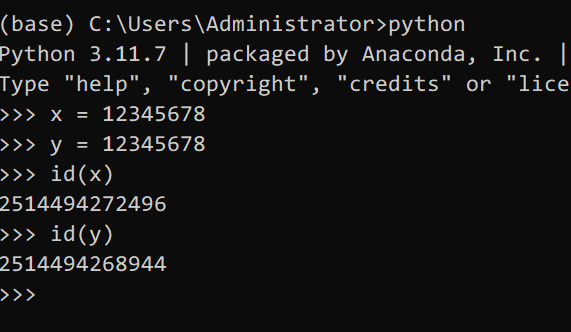 (base) C:\Users\Administrator>python
Python 3.11.7 | packaged by Anaconda, Inc. |
Type "help", "copyright", "credits" or "lice
>>> x = 12345678
>>> y = 12345678
>>> id(x)
2514494272496
>>> id(y)
2514494268944
>>>